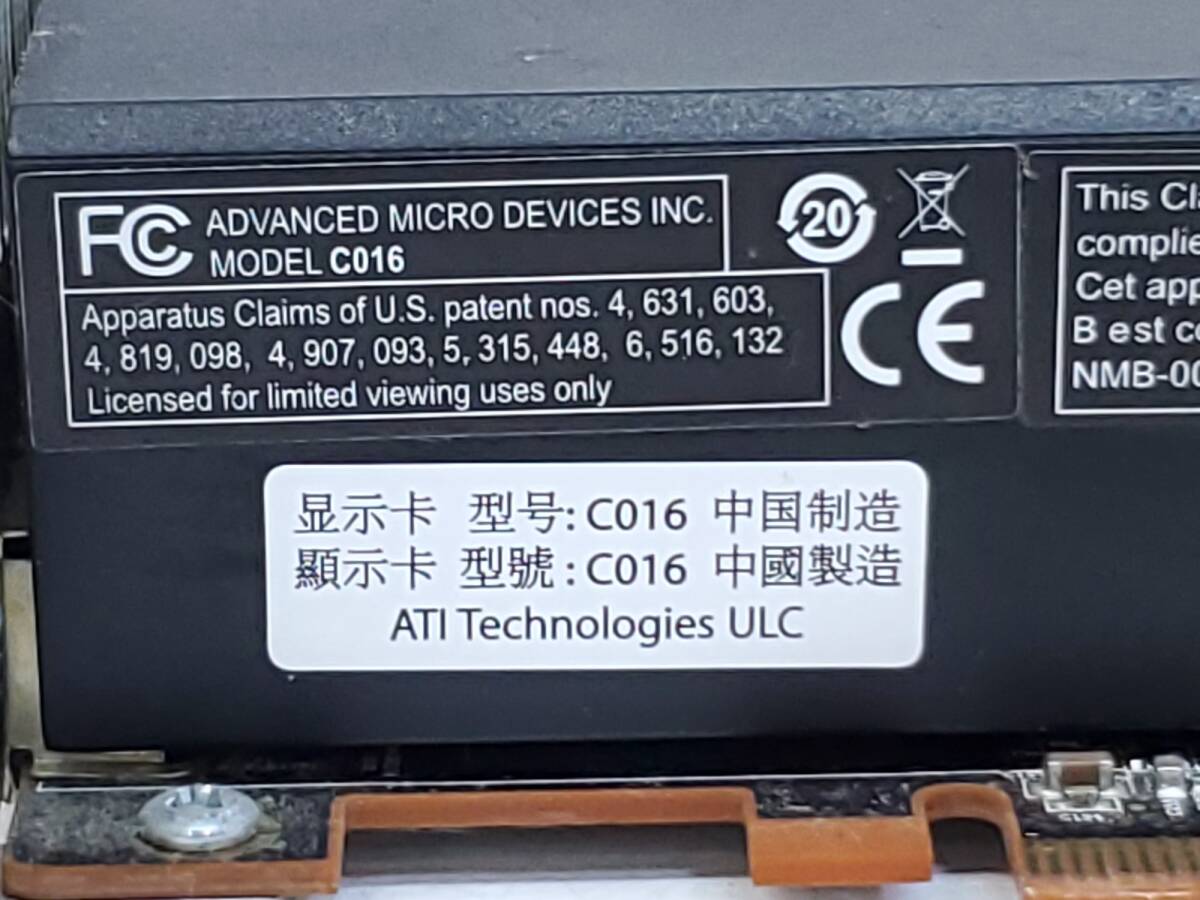 FC ADVANCED MICRO DEVICES INC.
MODEL C016
Apparatus Claims of U.S. patent nos. 4, 631, 603,
4, 819, 098, 4, 907, 093, 5, 315, 448, 6, 516, 132
Licensed for limited viewing uses only
20
CE
This Cla
complie
Cet app
B est co
NMB-00
显示卡 型号: C016 中国制造
顯示卡 型號 : C016 中國製造
ATI Technologies ULC